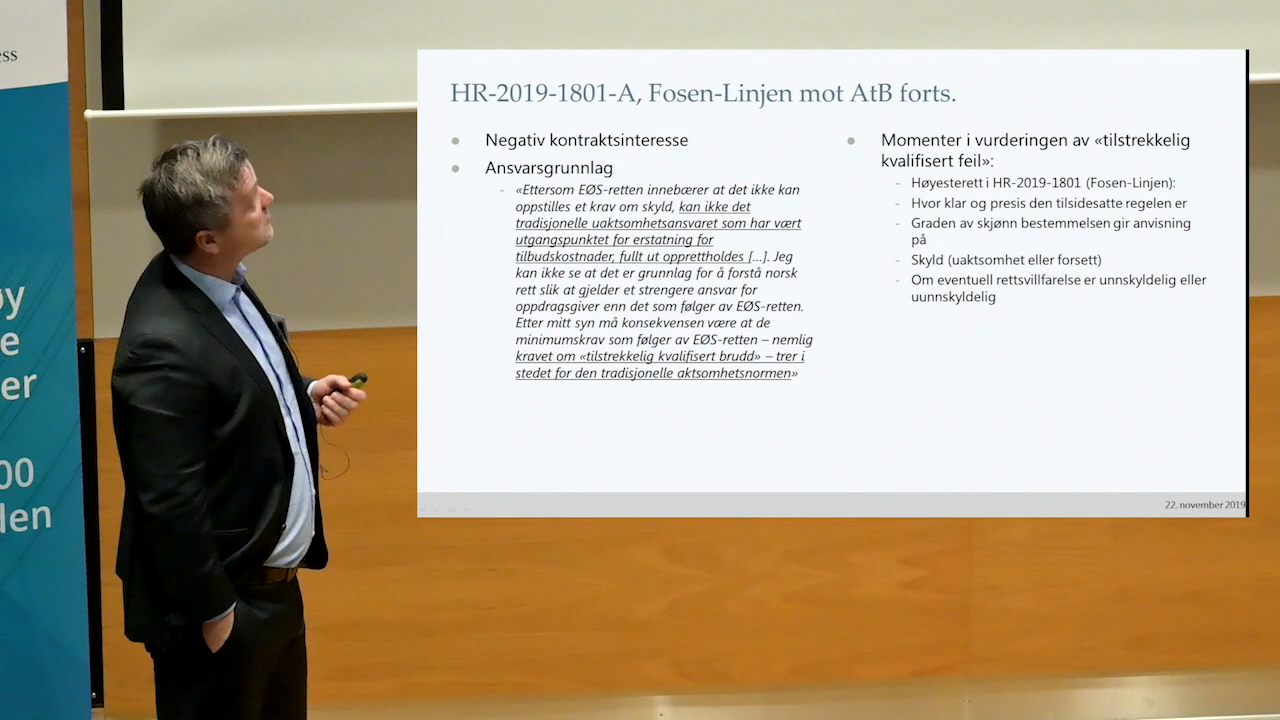 ess
øy
e
er
00
den
HR-2019-1801-A, Fosen-Linjen mot AtB forts.
Negativ kontraktsinteresse
Ansvarsgrunnlag
- «Ettersom EØS-retten innebærer at det ikke kan
oppstilles et krav om skyld, kan ikke det
tradisjonelle uaktsomhetsansvaret som har vært
utgangspunktet for erstatning for
tilbudskostnader, fullt ut opprettholdes [...]. Jeg
kan ikke se at det er grunnlag for å forstå norsk
rett slik at gjelder et strengere ansvar for
oppdragsgiver enn det som følger av EØS-retten.
Etter mitt syn må konsekvensen være at de
minimumskrav som følger av EØS-retten – nemlig
kravet om «tilstrekkelig kvalifisert brudd» – trer i
stedet for den tradisjonelle aktsomhetsnormen»
Momenter i vurderingen av «tilstrekkelig
kvalifisert feil»:
- Høyesterett i HR-2019-1801 (Fosen-Linjen):
- Hvor klar og presis den tilsidesatte regelen er
- Graden av skjønn bestemmelsen gir anvisning
på
- Skyld (uaktsomhet eller forsett)
- Om eventuell rettsvillfarelse er unnskyldelig eller
uunnskyldelig
22. november 2019